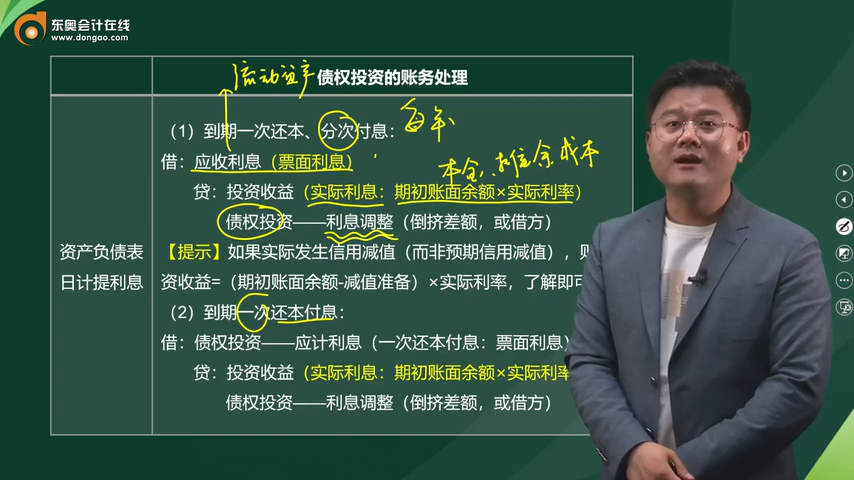 东奥会计在线
www.dongao.com
流动资产
债权投资的账务处理
(1)到期一次还本、分次付息:
每年
借:应收利息(票面利息)
本金、摊余成本
贷:投资收益(实际利息:期初账面余额×实际利率)
债权投资——利息调整(倒挤差额,或借方)
资产负债表
日计提利息
【提示】如果实际发生信用减值(而非预期信用减值),则
资收益=(期初账面余额-减值准备)×实际利率,了解即可
(2)到期一次还本付息:
借:债权投资——应计利息(一次还本付息:票面利息)
贷:投资收益(实际利息:期初账面余额×实际利率
债权投资——利息调整(倒挤差额,或借方)